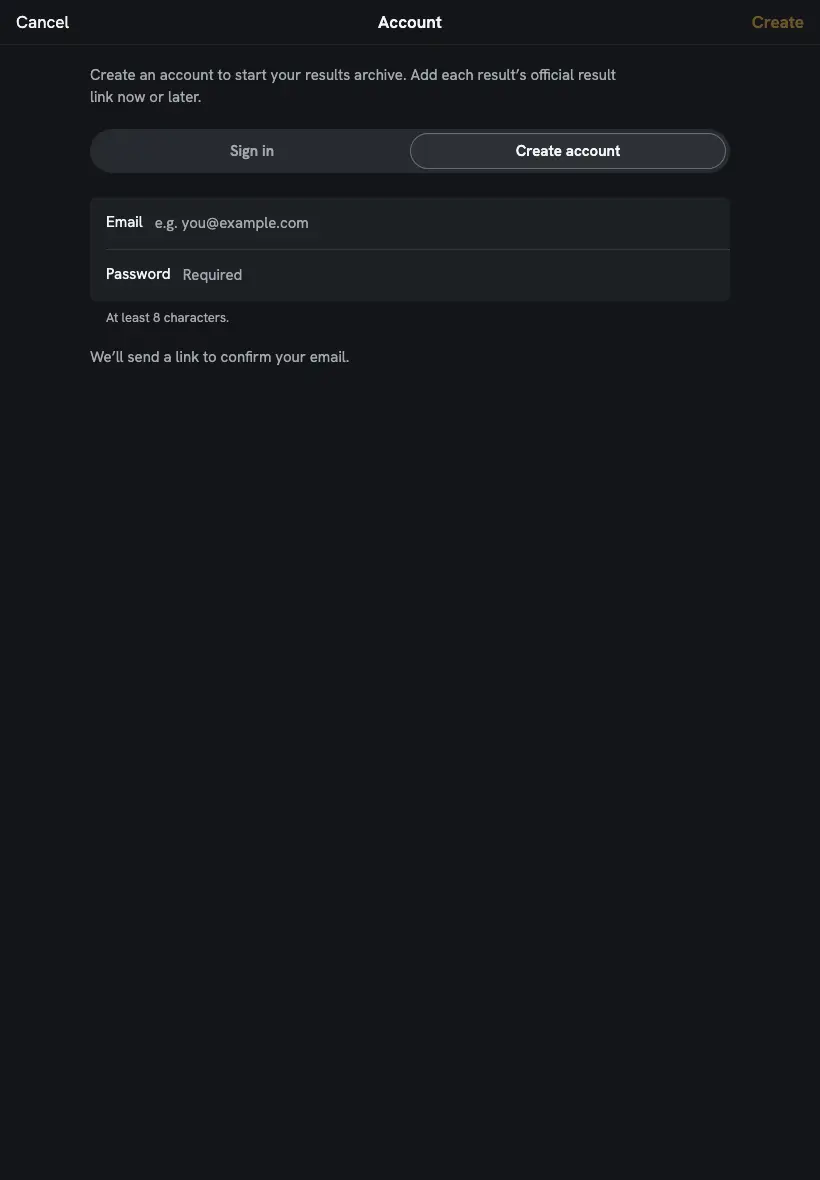 Cancel
Account
Create
Create an account to start your results archive. Add each result’s official result
link now or later.
Sign in
Create account
Email e.g. you@example.com
Password Required
At least 8 characters.
We’ll send a link to confirm your email.